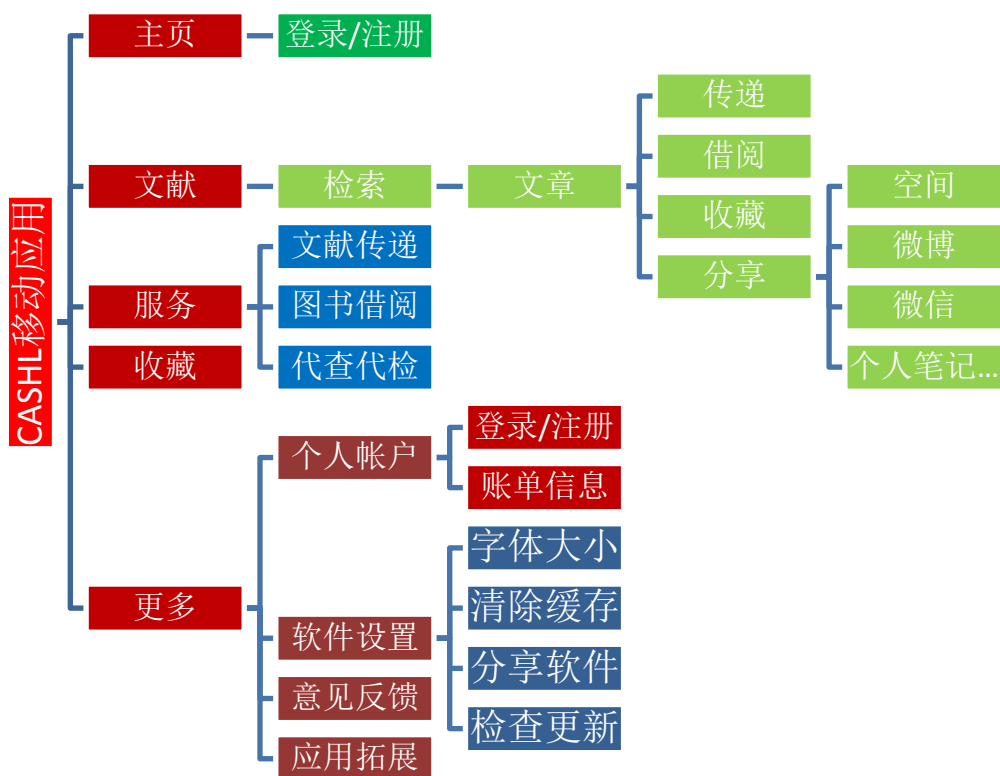 CASHL移动应用
主页
登录/注册
文献
检索
文章
传递
借阅
收藏
分享
空间
微博
微信
个人笔记...
服务
文献传递
图书借阅
代查代检
收藏
更多
个人帐户
登录/注册
账单信息
软件设置
字体大小
清除缓存
分享软件
检查更新
意见反馈
应用拓展